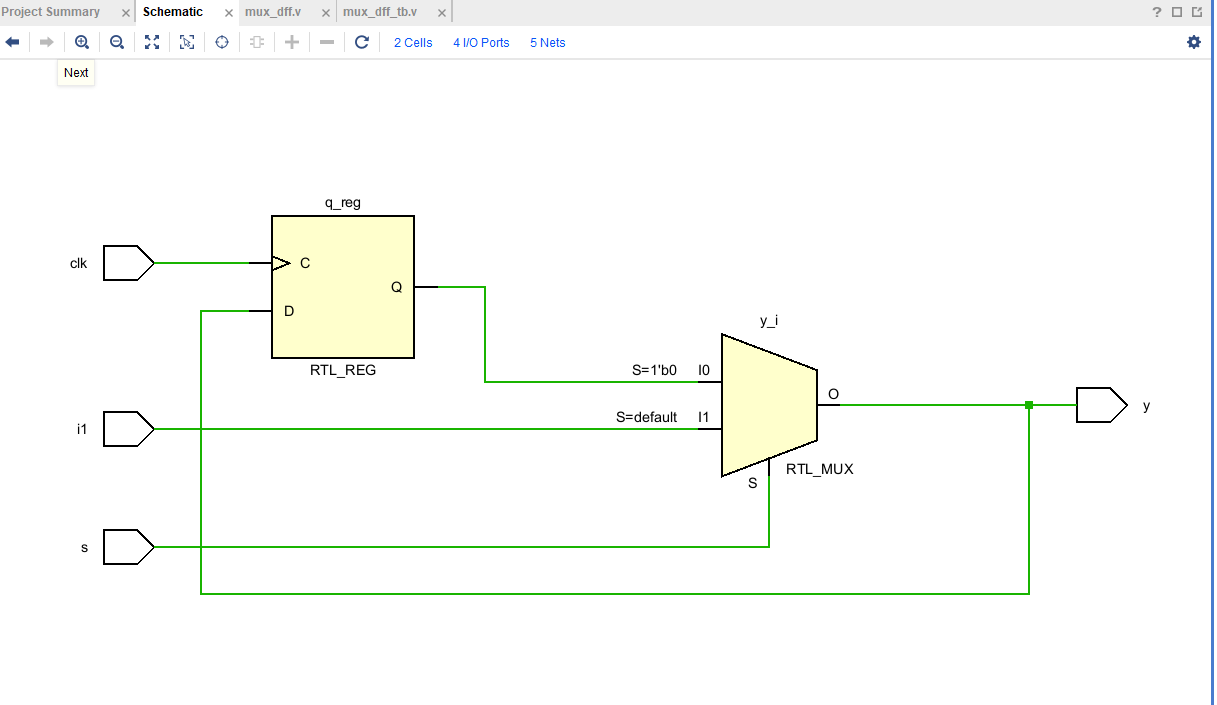 Project Summary × Schematic × mux_dff.v × mux_dff_tb.v × ?
2 Cells 4 I/O Ports 5 Nets
Next
q_reg
clk
C
Q
D
RTL_REG
y_i
S=1'b0 I0
O
y
S=default I1
i1
RTL_MUX
S
s